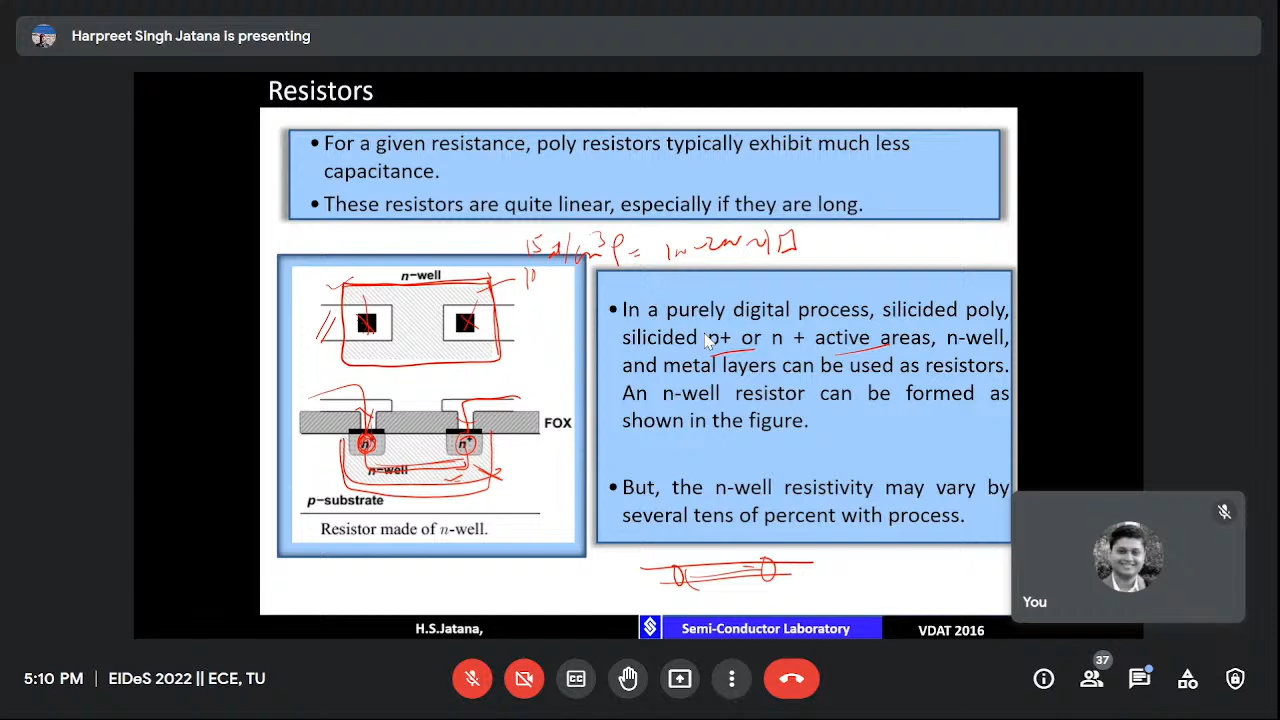 Harpreet Singh Jatana is presenting
Resistors
• For a given resistance, poly resistors typically exhibit much less
capacitance.
• These resistors are quite linear, especially if they are long.
n-well
FOX
n+
n-well
p-substrate
Resistor made of n-well.
• In a purely digital process, silicided poly,
silicided p+ or n + active areas, n-well,
and metal layers can be used as resistors.
An n-well resistor can be formed as
shown in the figure.
• But, the n-well resistivity may vary by
several tens of percent with process.
You
H.S.Jatana,
Semi-Conductor Laboratory
VDAT 2016
5:10 PM | EIDeS 2022 || ECE, TU
CC
37